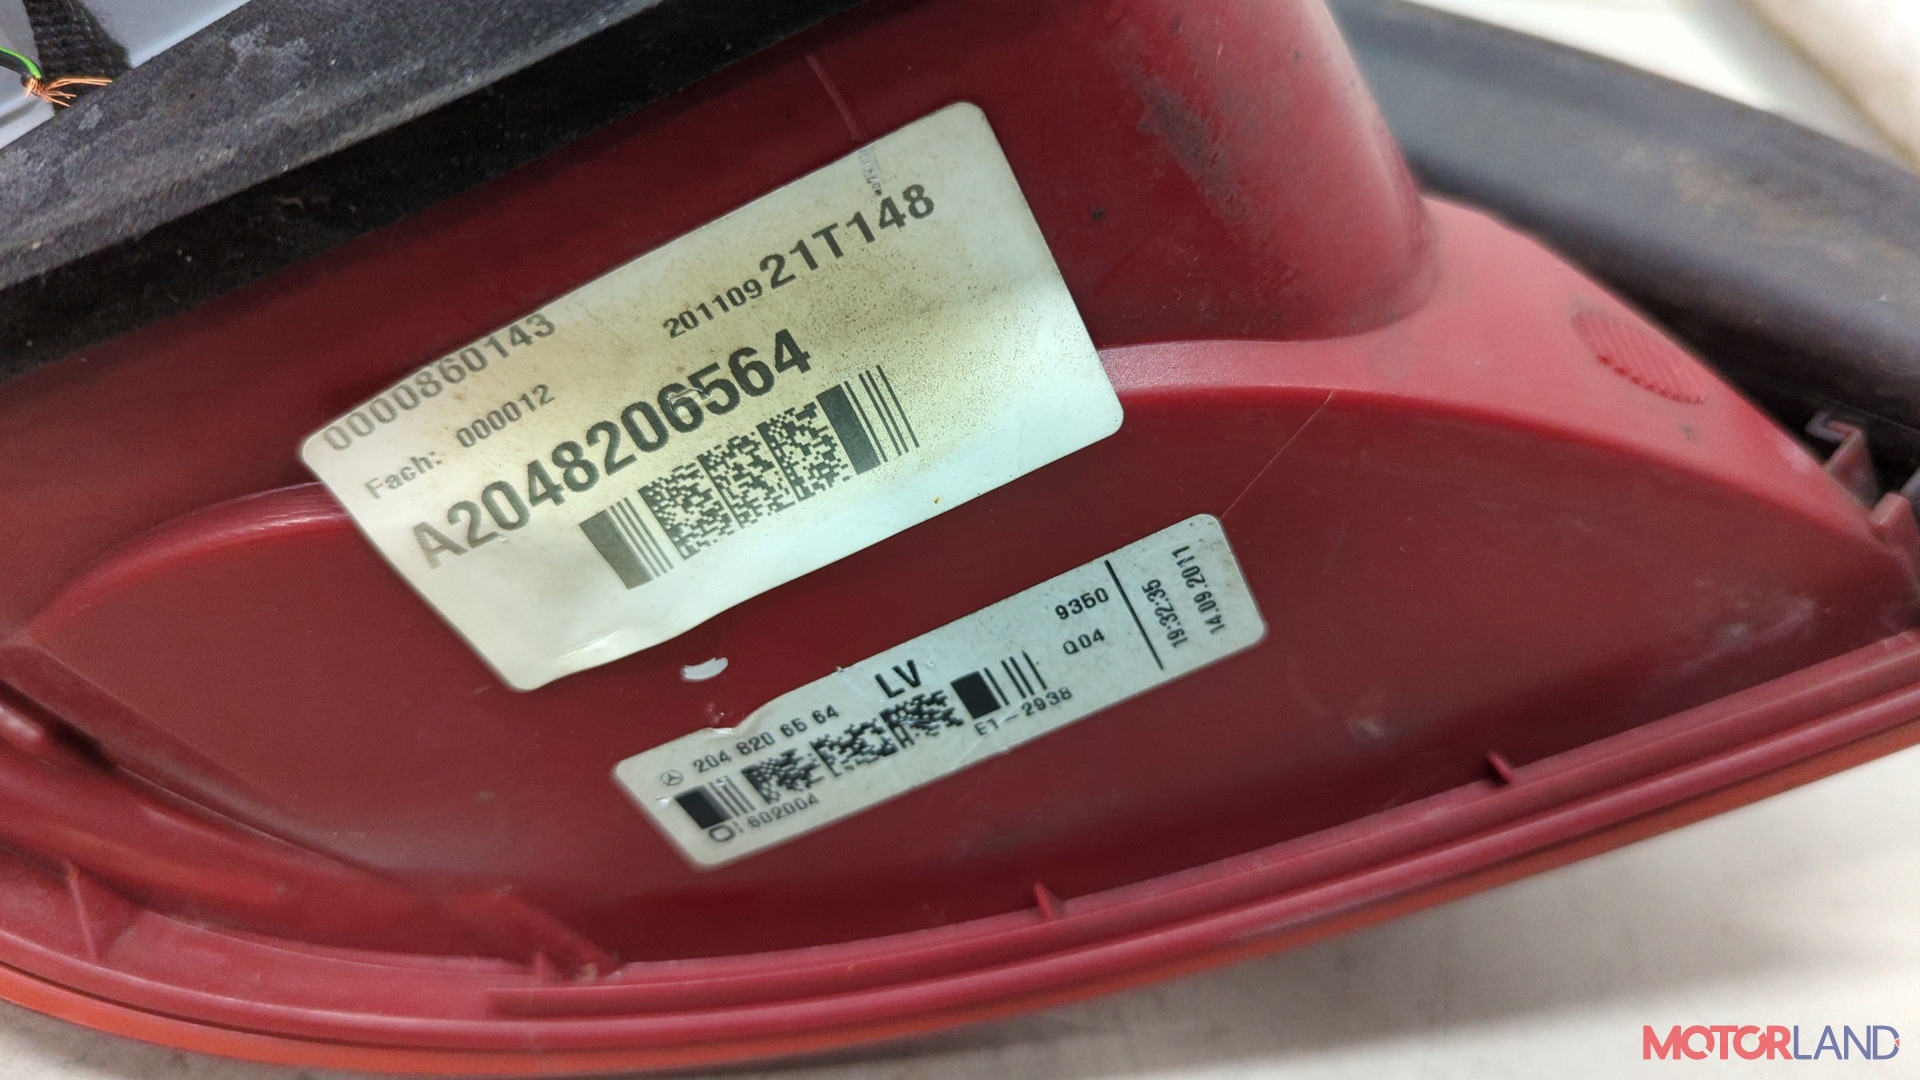 0000860143
201109 21T148
Fach: 000012
A2048206564
204 820 65 64
LV
9350
Q04
E1-2938
602004
19:32:35
14.09.2011
MOTORLAND